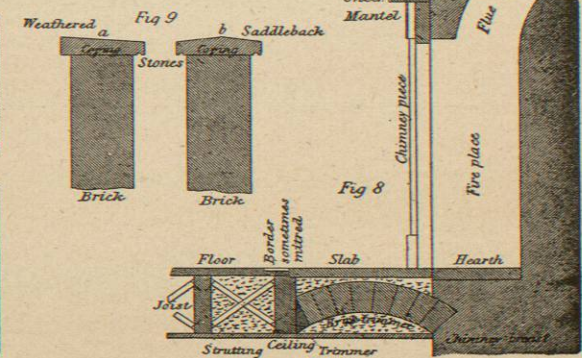 Fig 9
Weathered
a
Coping
Stones
Brick
b
Saddleback
Coping
Brick
Mantel
Flue
Chimney piece
Fire place
Fig 8
Floor
Border
sometimes
mitred
Slab
Hearth
Joist
Trimmer
Chimney breast
Strutting
Ceiling
Trimmer